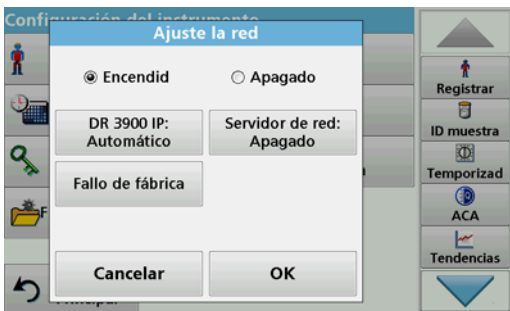 Configuración del instrumento
Ajuste la red
Encendid
Apagado
DR 3900 IP:
Automático
Servidor de red:
Apagado
Fallo de fábrica
Cancelar
OK
Principal
Registrar
ID muestra
Temporizad
ACA
Tendencias